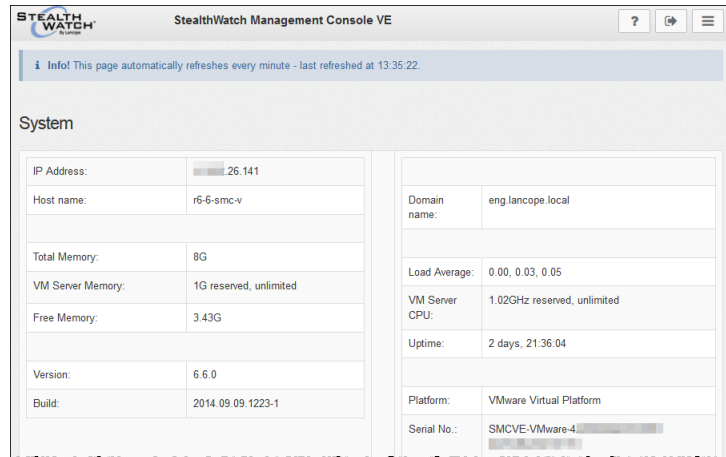 STEALTH
WATCH
By Lancope
StealthWatch Management Console VE
?
i Info! This page automatically refreshes every minute - last refreshed at 13:35:22.
System
IP Address: .26.141
Host name: r6-6-smc-v
Total Memory: 8G
VM Server Memory: 1G reserved, unlimited
Free Memory: 3.43G
Version: 6.6.0
Build: 2014.09.09.1223-1
Domain
name: eng.lancope.local
Load Average: 0.00, 0.03, 0.05
VM Server
CPU: 1.02GHz reserved, unlimited
Uptime: 2 days, 21:36:04
Platform: VMware Virtual Platform
Serial No.: SMCVE-VMware-4